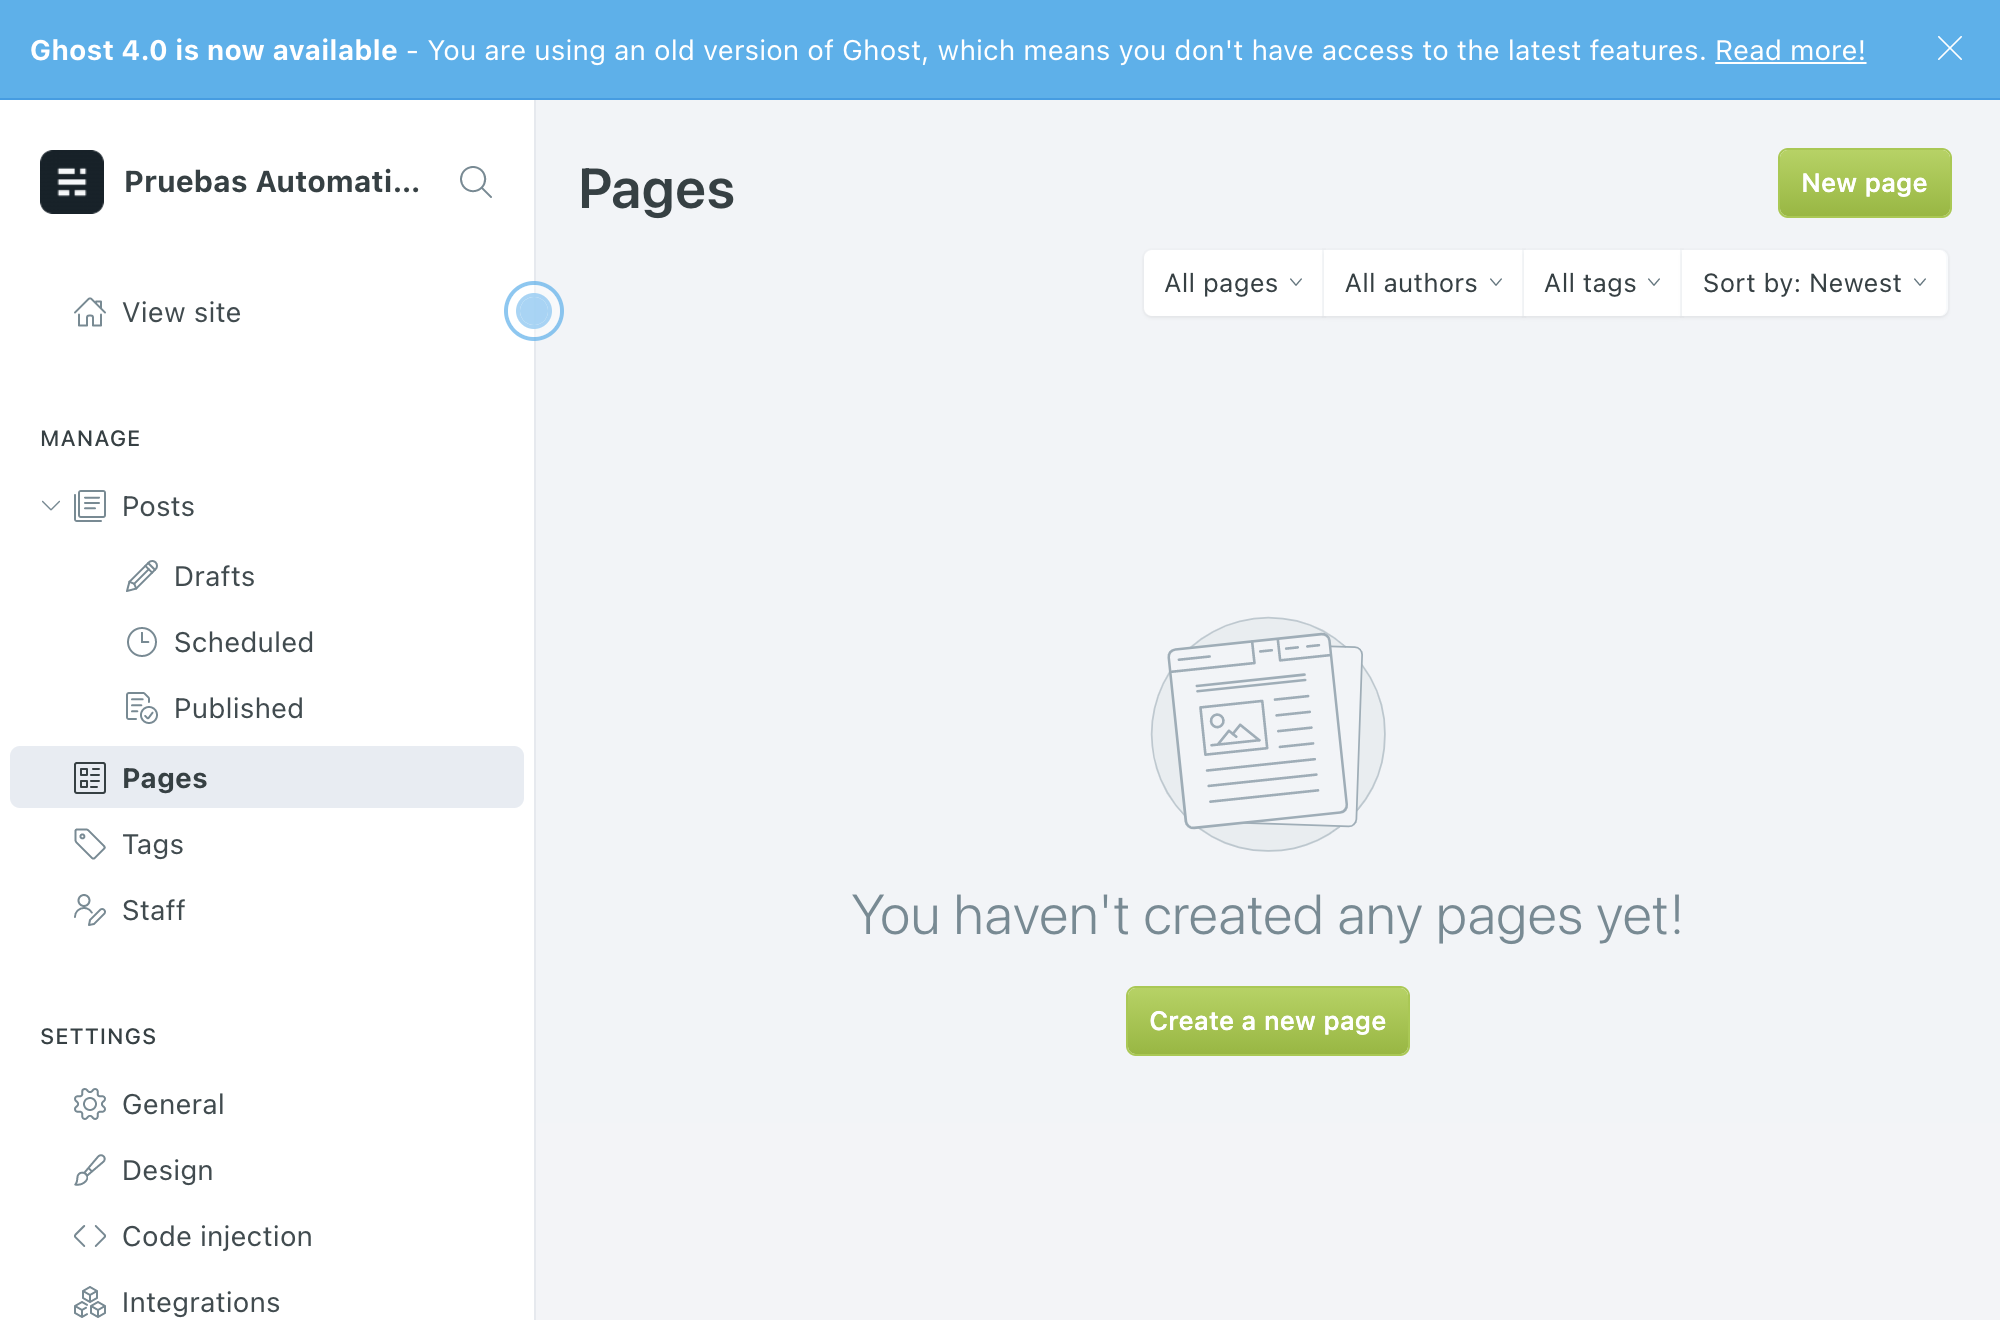 Ghost 4.0 is now available - You are using an old version of Ghost, which means you don't have access to the latest features. Read more!
Pruebas Automati...
View site
MANAGE
Posts
Drafts
Scheduled
Published
Pages
Tags
Staff
SETTINGS
General
Design
Code injection
Integrations
Pages
New page
All pages
All authors
All tags
Sort by: Newest
You haven't created any pages yet!
Create a new page